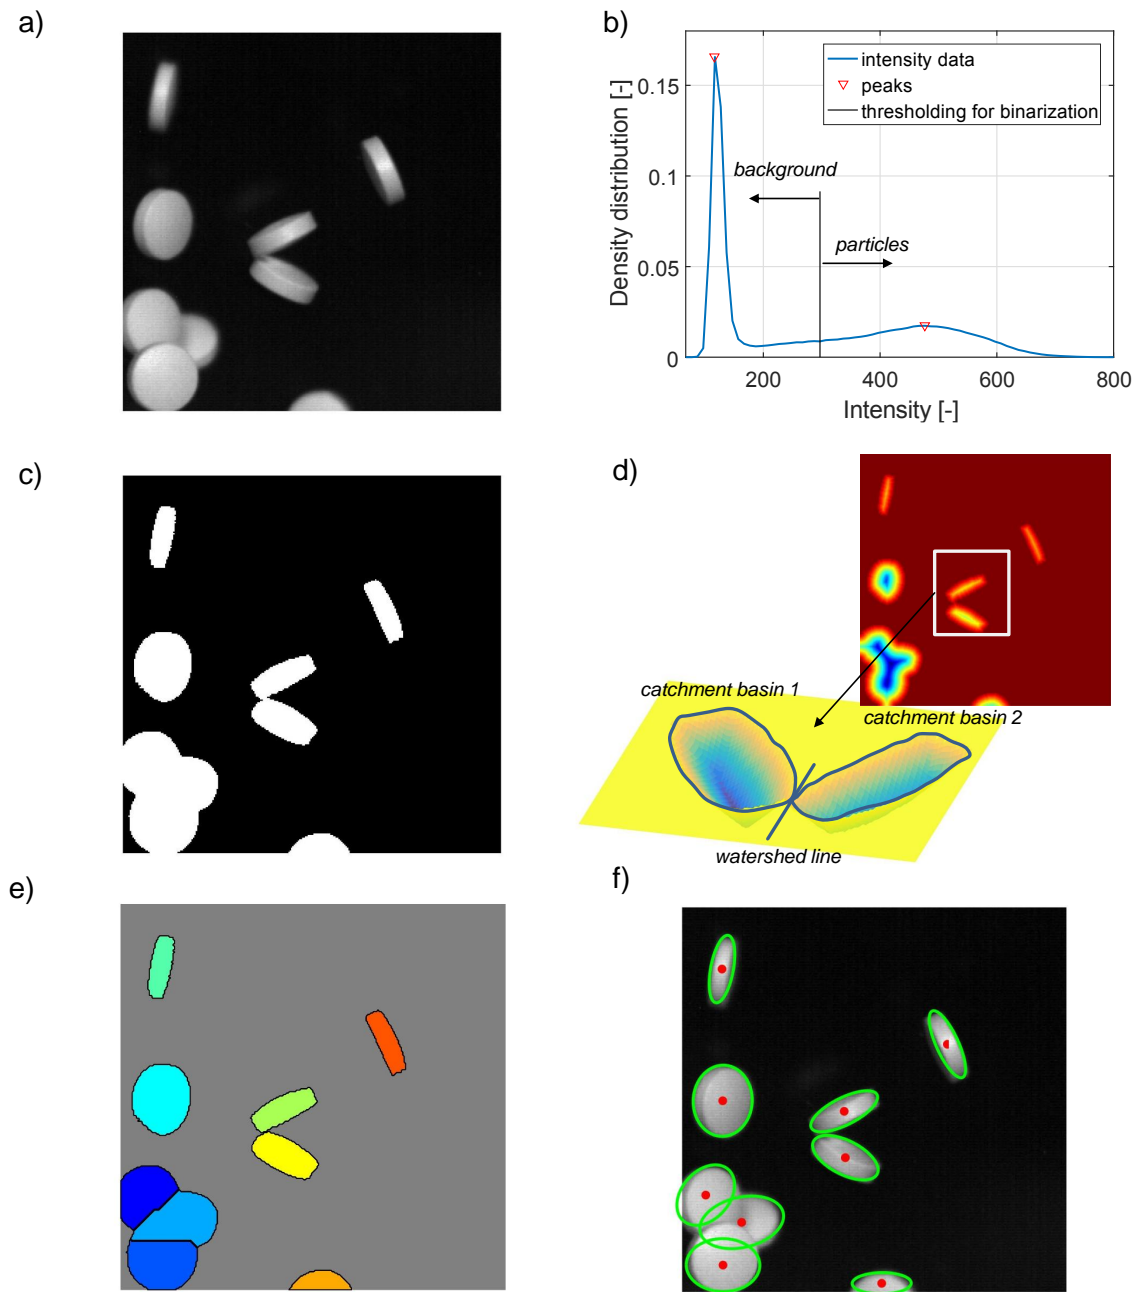 a)
b)
Density distribution [-]
0.15
0.1
0.05
0
intensity data
peaks
thresholding for binarization
background
particles
200
400
600
800
Intensity [-]
c)
d)
catchment basin 1
catchment basin 2
watershed line
e)
f)